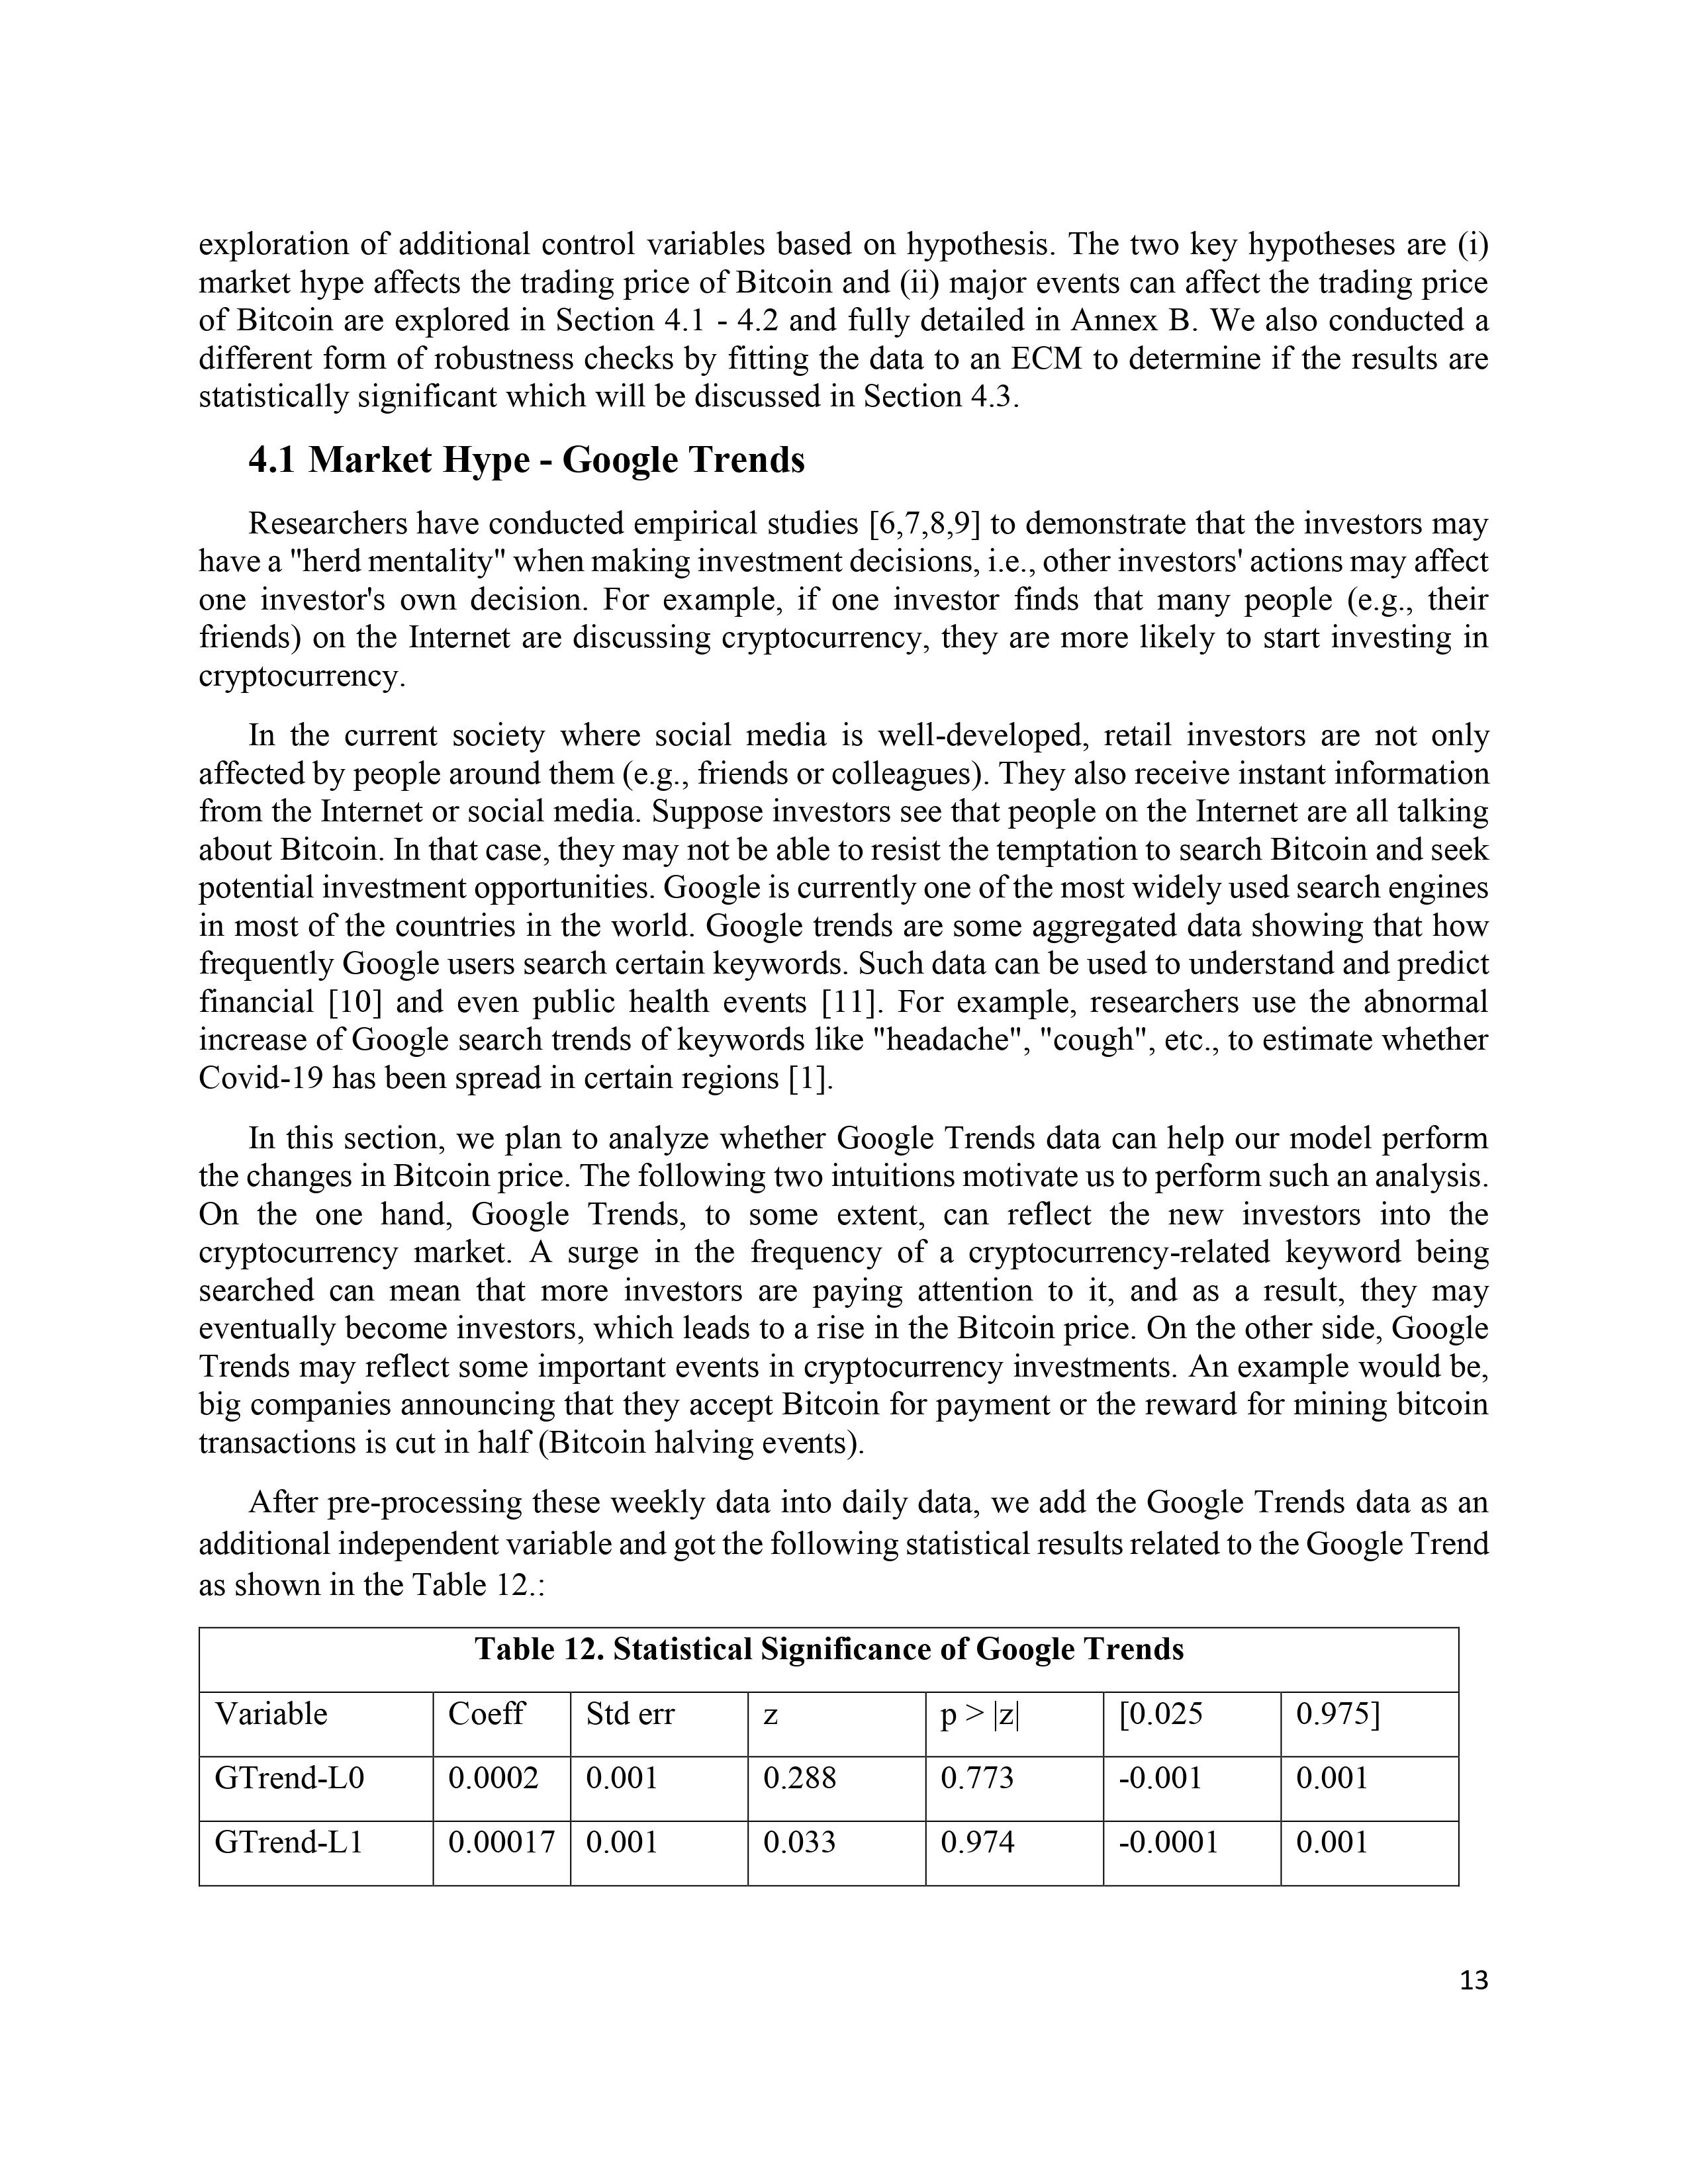 exploration of additional control variables based on hypothesis. The two key hypotheses are (i)
market hype affects the trading price of Bitcoin and (ii) major events can affect the trading price
of Bitcoin are explored in Section 4.1 - 4.2 and fully detailed in Annex B. We also conducted a
different form of robustness checks by fitting the data to an ECM to determine if the results are
statistically significant which will be discussed in Section 4.3.
4.1 Market Hype - Google Trends
Researchers have conducted empirical studies [6,7,8,9] to demonstrate that the investors may
have a "herd mentality" when making investment decisions, i.e., other investors' actions may affect
one investor's own decision. For example, if one investor finds that many people (e.g., their
friends) on the Internet are discussing cryptocurrency, they are more likely to start investing in
cryptocurrency.
In the current society where social media is well-developed, retail investors are not only
affected by people around them (e.g., friends or colleagues). They also receive instant information
from the Internet or social media. Suppose investors see that people on the Internet are all talking
about Bitcoin. In that case, they may not be able to resist the temptation to search Bitcoin and seek
potential investment opportunities. Google is currently one of the most widely used search engines
in most of the countries in the world. Google trends are some aggregated data showing that how
frequently Google users search certain keywords. Such data can be used to understand and predict
financial [10] and even public health events [11]. For example, researchers use the abnormal
increase of Google search trends of keywords like "headache", "cough", etc., to estimate whether
Covid-19 has been spread in certain regions [1].
In this section, we plan to analyze whether Google Trends data can help our model perform
the changes in Bitcoin price. The following two intuitions motivate us to perform such an analysis.
On the one hand, Google Trends, to some extent, can reflect the new investors into the
cryptocurrency market. A surge in the frequency of a cryptocurrency-related keyword being
searched can mean that more investors are paying attention to it, and as a result, they may
eventually become investors, which leads to a rise in the Bitcoin price. On the other side, Google
Trends may reflect some important events in cryptocurrency investments. An example would be,
big companies announcing that they accept Bitcoin for payment or the reward for mining bitcoin
transactions is cut in half (Bitcoin halving events).
After pre-processing these weekly data into daily data, we add the Google Trends data as an
additional independent variable and got the following statistical results related to the Google Trend
as shown in the Table 12.:
Table 12. Statistical Significance of Google Trends
Variable Coeff Std err z p > |z| [0.025 0.975]
GTrend-L0 0.0002 0.001 0.288 0.773 -0.001 0.001
GTrend-L1 0.00017 0.001 0.033 0.974 -0.0001 0.001
13